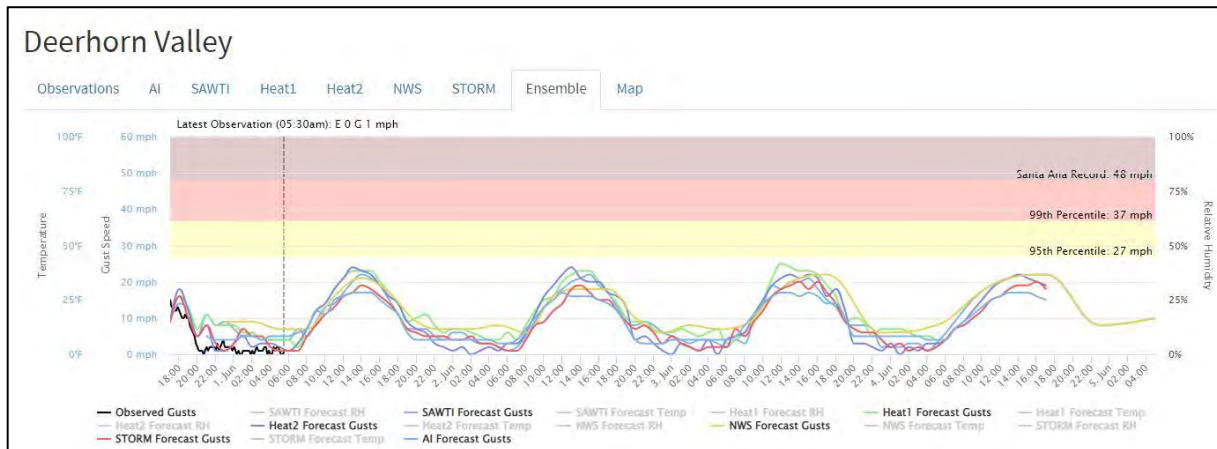 Deerhorn Valley
Observations AI SAWTI Heat1 Heat2 NWS STORM Ensemble Map
Latest Observation (05:30am): E 0 G 1 mph
100°F 60 mph 100%
50 mph Santa Ana Record: 48 mph
75°F 75%
40 mph 99th Percentile: 37 mph
50°F 30 mph 95th Percentile: 27 mph 50%
20 mph
25°F 25%
10 mph
0°F 0 mph 0%
Temperature
Gust Speed
Relative Humidity
18:00 20:00 22:00 1. Jun 02:00 04:00 06:00 08:00 10:00 12:00 14:00 16:00 18:00 20:00 22:00 2. Jun 02:00 04:00 06:00 08:00 10:00 12:00 14:00 16:00 18:00 20:00 22:00 3. Jun 02:00 04:00 06:00 08:00 10:00 12:00 14:00 16:00 18:00 20:00 22:00 4. Jun 02:00 04:00 06:00 08:00 10:00 12:00 14:00 16:00 18:00 20:00 22:00 5. Jun 02:00 04:00
Observed Gusts SAWTI Forecast RH SAWTI Forecast Gusts SAWTI Forecast Temp Heat1 Forecast RH Heat1 Forecast Gusts Heat1 Forecast Temp
Heat2 Forecast RH Heat2 Forecast Gusts Heat2 Forecast Temp NWS Forecast RH NWS Forecast Gusts NWS Forecast Temp STORM Forecast RH
STORM Forecast Gusts STORM Forecast Temp AI Forecast Gusts